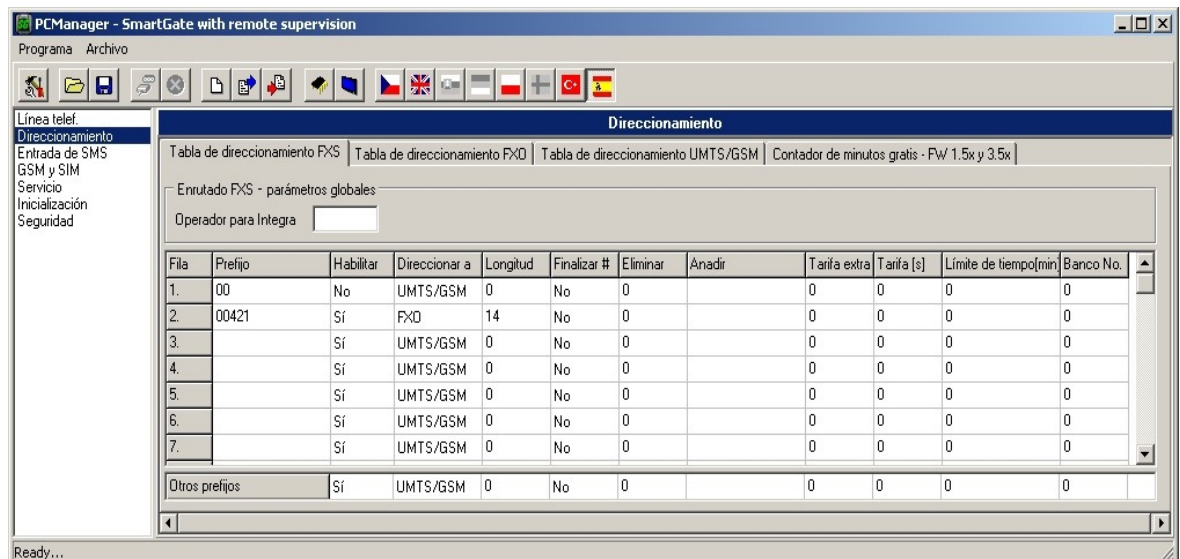 PCManager - SmartGate with remote supervision
Programa Archivo
Línea telef.
Direccionamiento
Entrada de SMS
GSM y SIM
Servicio
Inicialización
Seguridad
Direccionamiento
Tabla de direccionamiento FXS Tabla de direccionamiento FXO Tabla de direccionamiento UMTS/GSM Contador de minutos gratis - FW 1.5x y 3.5x
Enrutado FXS - parámetros globales
Operador para Integra
Fila Prefijo Habilitar Direccionar a Longitud Finalizar # Eliminar Anadir Tarifa extra Tarifa [s] Límite de tiempo[min] Banco No.
1. 00 No UMTS/GSM 0 No 0 0 0 0 0
2. 00421 Sí FXO 14 No 0 0 0 0 0
3. Sí UMTS/GSM 0 No 0 0 0 0 0
4. Sí UMTS/GSM 0 No 0 0 0 0 0
5. Sí UMTS/GSM 0 No 0 0 0 0 0
6. Sí UMTS/GSM 0 No 0 0 0 0 0
7. Sí UMTS/GSM 0 No 0 0 0 0 0
Otros prefijos Sí UMTS/GSM 0 No 0 0 0 0 0
Ready...